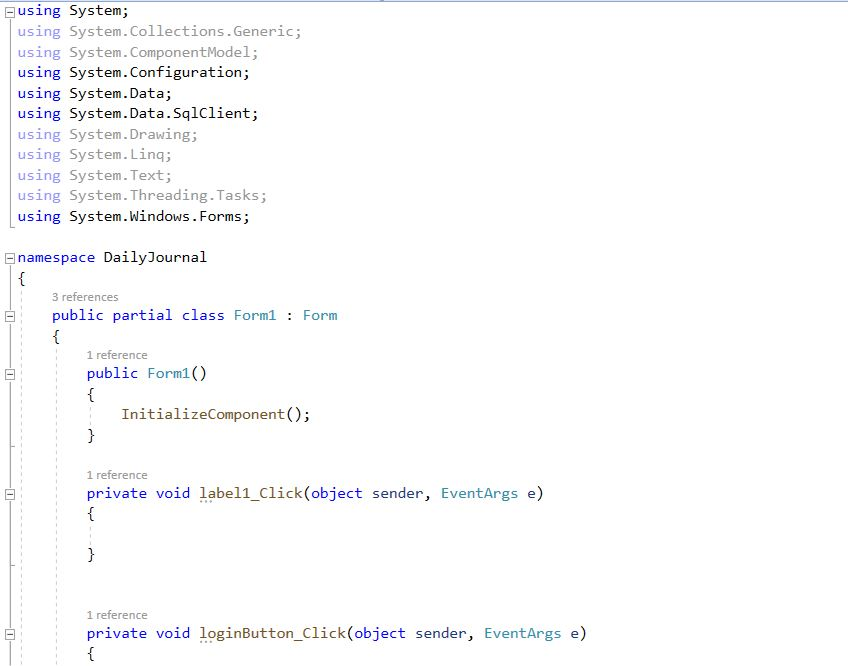 using System;
using System.Collections.Generic;
using System.ComponentModel;
using System.Configuration;
using System.Data;
using System.Data.SqlClient;
using System.Drawing;
using System.Linq;
using System.Text;
using System.Threading.Tasks;
using System.Windows.Forms;
namespace DailyJournal
{
3 references
public partial class Form1 : Form
{
1 reference
public Form1()
{
InitializeComponent();
}
1 reference
private void label1_Click(object sender, EventArgs e)
{
}
1 reference
private void loginButton_Click(object sender, EventArgs e)
{